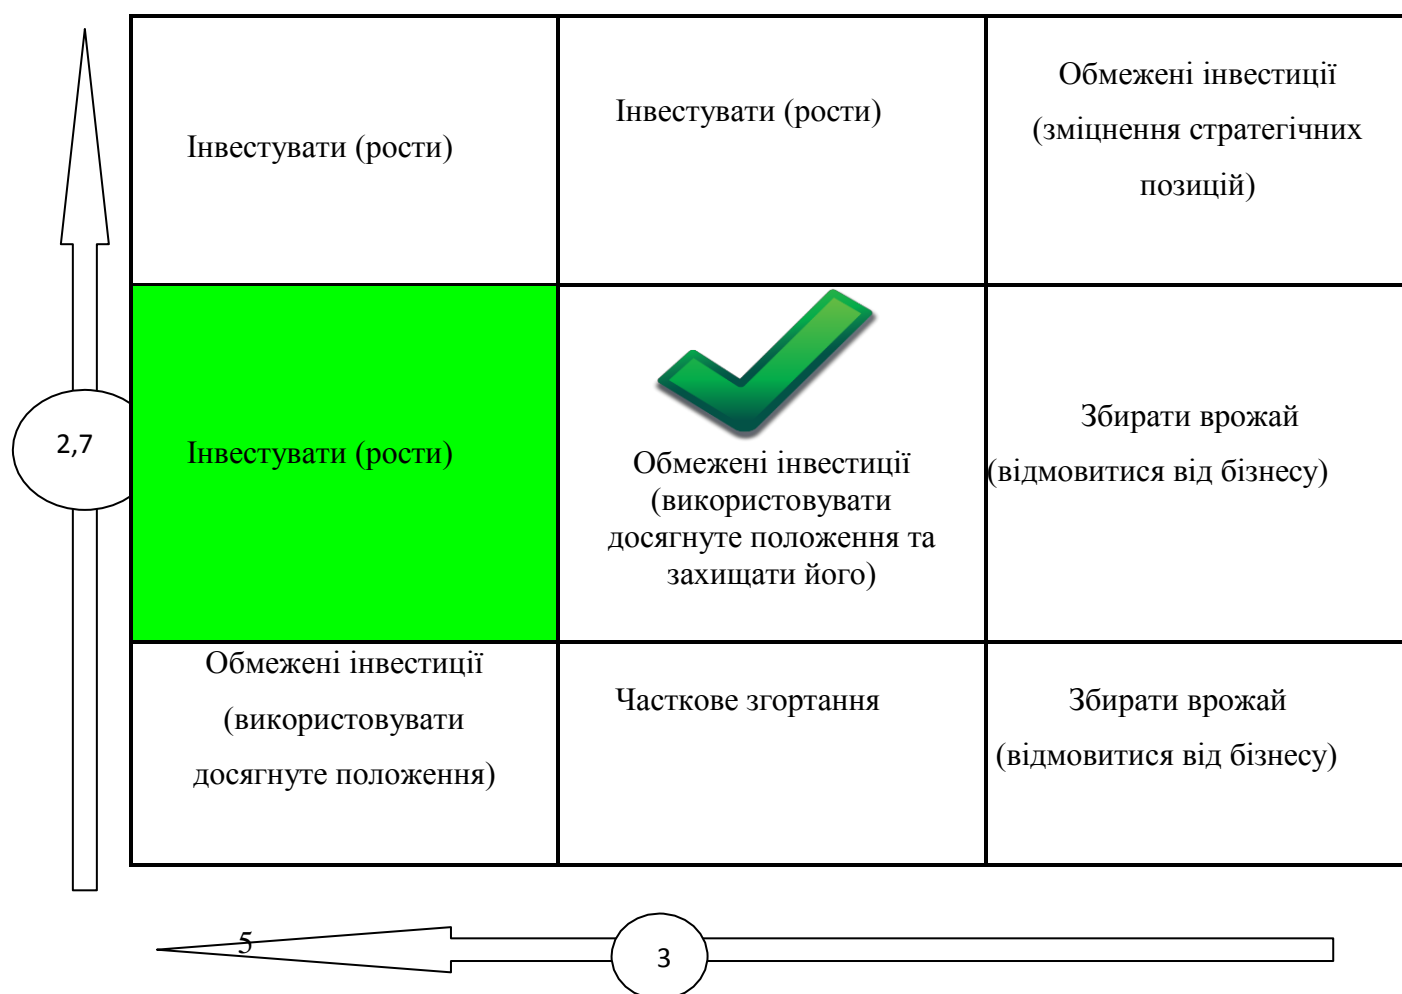 Інвестувати (рости)
Інвестувати (рости)
Обмежені інвестиції
(зміцнення стратегічних
позицій)
2,7
Інвестувати (рости)
Обмежені інвестиції
(використовувати
досягнуте положення та
захищати його)
Збирати врожай
(відмовитися від бізнесу)
Обмежені інвестиції
(використовувати
досягнуте положення)
Часткове згортання
Збирати врожай
(відмовитися від бізнесу)
5
3